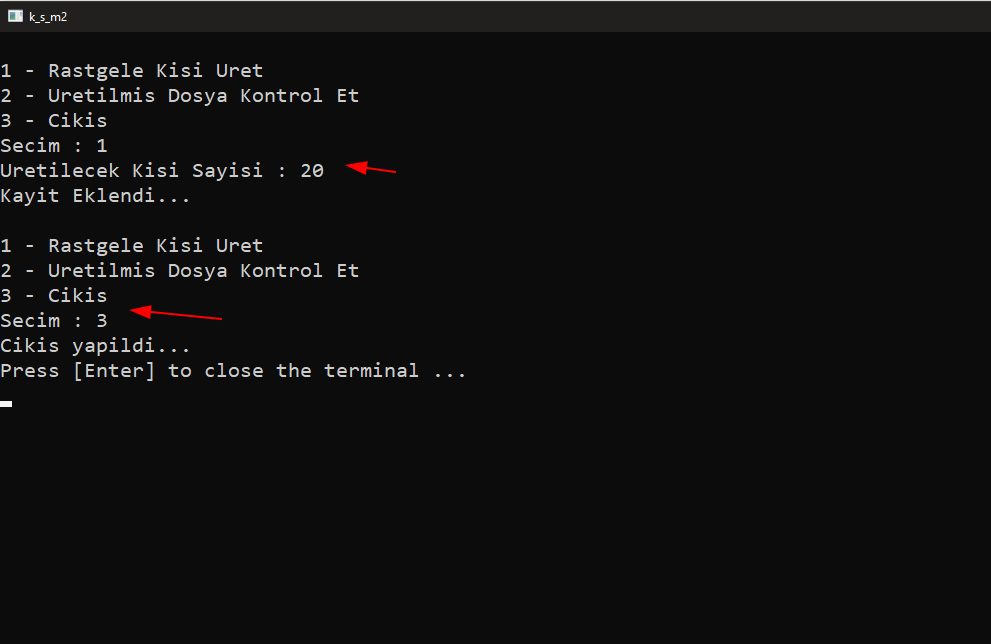 k_s_m2
1 - Rastgele Kisi Uret
2 - Uretilmis Dosya Kontrol Et
3 - Cikis
Secim : 1
Uretilecek Kisi Sayisi : 20
Kayit Eklendi...
1 - Rastgele Kisi Uret
2 - Uretilmis Dosya Kontrol Et
3 - Cikis
Secim : 3
Cikis yapildi...
Press [Enter] to close the terminal ...